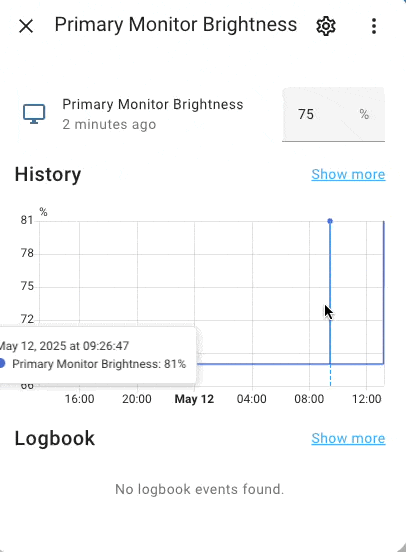 Primary Monitor Brightness
Primary Monitor Brightness
2 minutes ago
75 %
History
Show more
%
81
78
75
72
May 12, 2025 at 09:26:47
Primary Monitor Brightness: 81%
66
16:00 20:00 May 12 04:00 08:00 12:00
Logbook
Show more
No logbook events found.